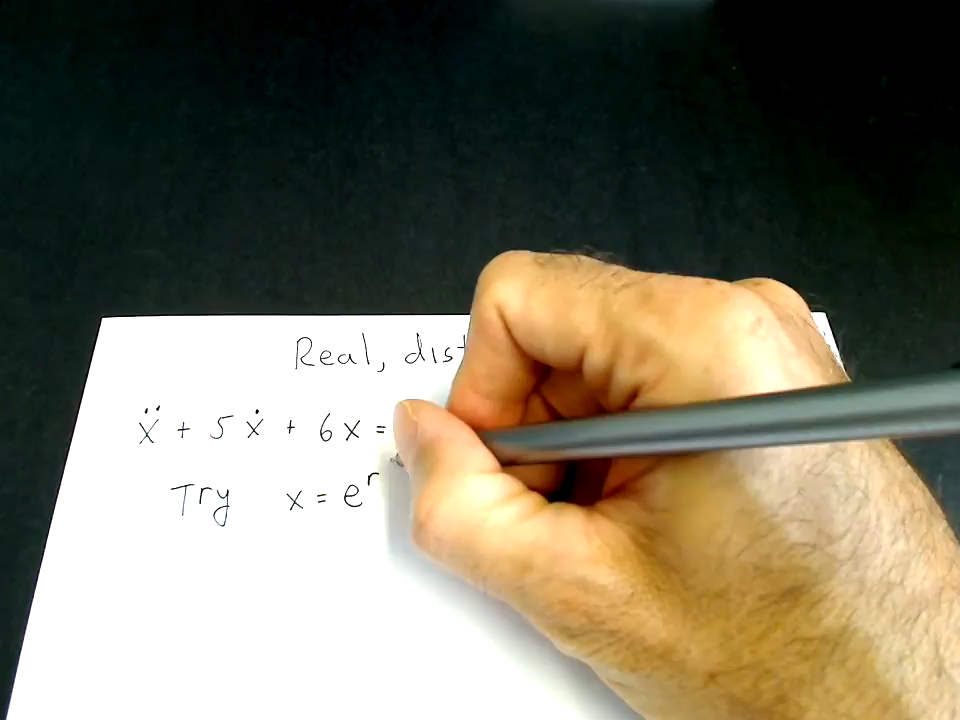 Real, dist
ẍ + 5ẋ + 6x =
Try x = e^r